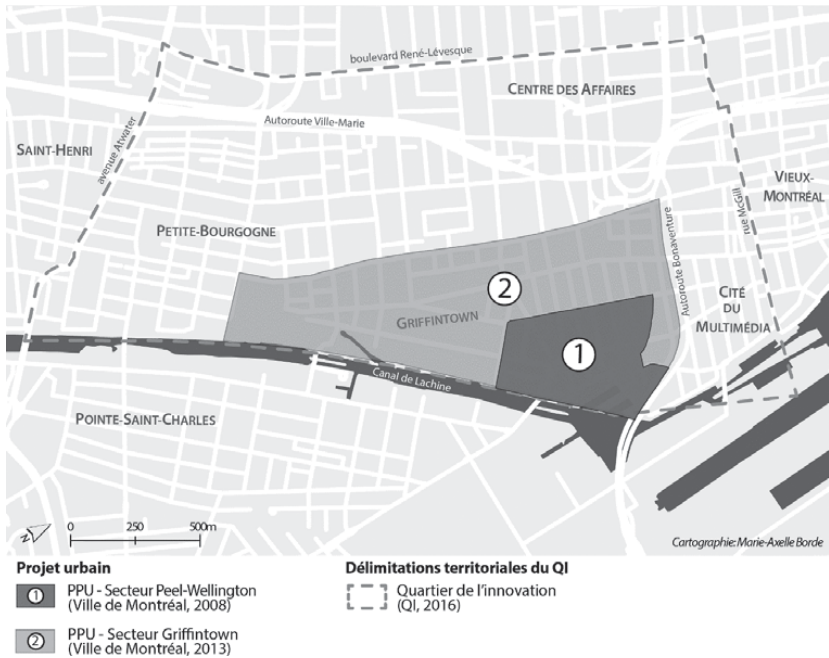 boulevard René-Lévesque
CENTRE DES AFFAIRES
Autoroute Ville-Marie
SAINT-HENRI
avenue Atwater
VIEUX-
MONTRÉAL
rue McGill
PETITE-BOURGOGNE
Autoroute Bonaventure
2
CITÉ
DU
MULTIMÉDIA
GRIFFINTOWN
1
Canal de Lachine
POINTE-SAINT-CHARLES
N
0 250 500m
Cartographie: Marie-Axelle Borde
Projet urbain
1 PPU - Secteur Peel-Wellington
(Ville de Montréal, 2008)
2 PPU - Secteur Griffintown
(Ville de Montréal, 2013)
Délimitations territoriales du QI
Quartier de l'innovation
(QI, 2016)